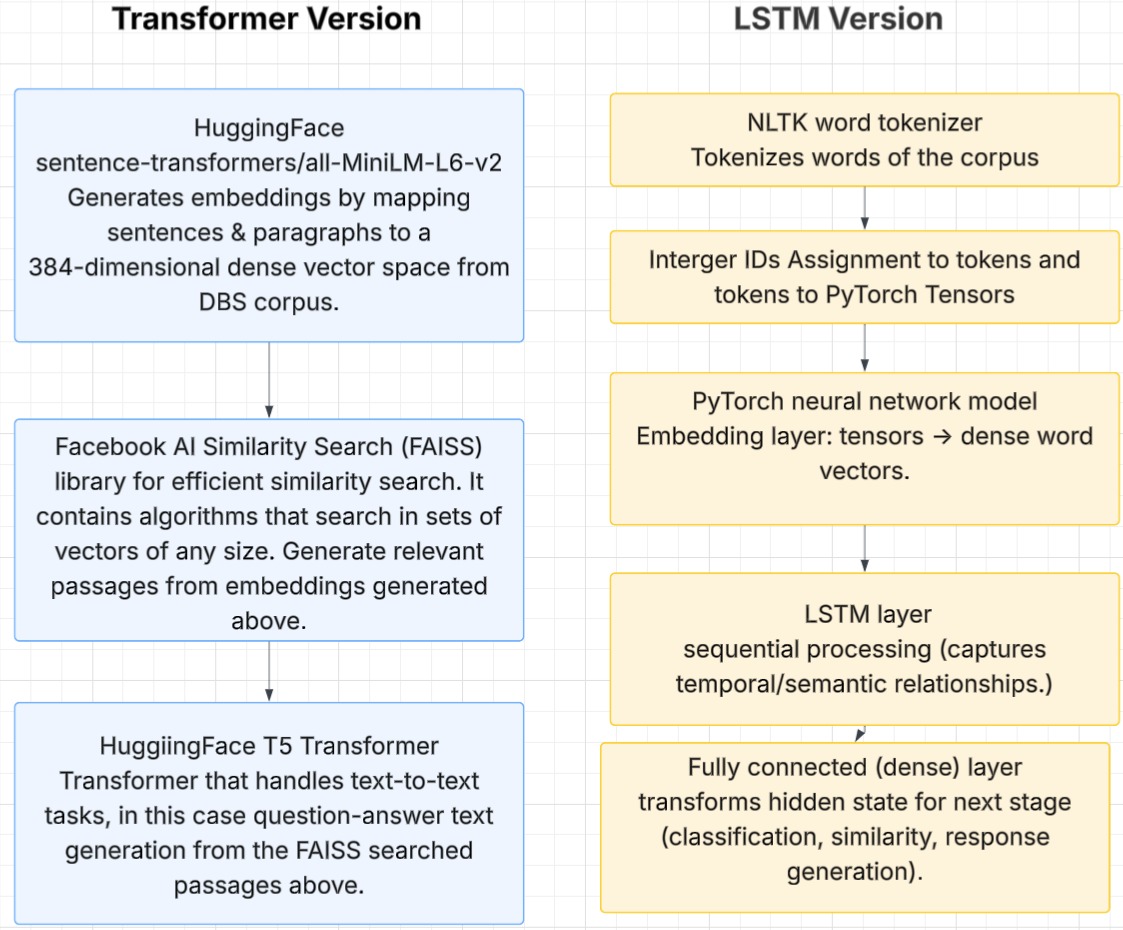 Transformer Version
HuggingFace
sentence-transformers/all-MiniLM-L6-v2
Generates embeddings by mapping
sentences & paragraphs to a
384-dimensional dense vector space from
DBS corpus.
Facebook AI Similarity Search (FAISS)
library for efficient similarity search. It
contains algorithms that search in sets of
vectors of any size. Generate relevant
passages from embeddings generated
above.
HuggiingFace T5 Transformer
Transformer that handles text-to-text
tasks, in this case question-answer text
generation from the FAISS searched
passages above.
LSTM Version
NLTK word tokenizer
Tokenizes words of the corpus
Interger IDs Assignment to tokens and
tokens to PyTorch Tensors
PyTorch neural network model
Embedding layer: tensors → dense word
vectors.
LSTM layer
sequential processing (captures
temporal/semantic relationships.)
Fully connected (dense) layer
transforms hidden state for next stage
(classification, similarity, response
generation).